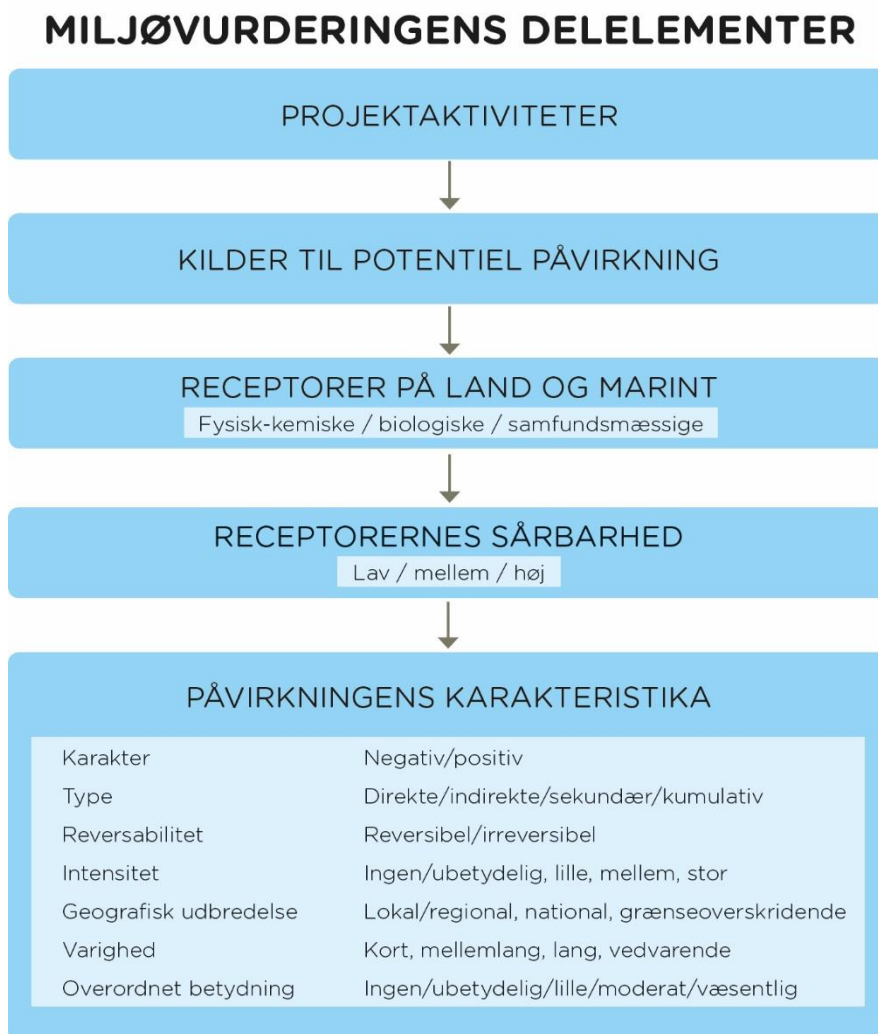 MILJØVURDERINGENS DELELEMENTER
PROJEKTAKTIVITETER
KILDER TIL POTENTIEL PÅVIRKNING
RECEPTORER PÅ LAND OG MARINT
Fysisk-kemiske / biologiske / samfundsmæssige
RECEPTORERNES SÅRBARHED
Lav / mellem / høj
PÅVIRKNINGENS KARAKTERISTIKA
Karakter Negativ/positiv
Type Direkte/indirekte/sekundær/kumulativ
Reversabilitet Reversibel/irreversibel
Intensitet Ingen/ubetydelig, lille, mellem, stor
Geografisk udbredelse Lokal/regional, national, grænseoverskridende
Varighed Kort, mellemlang, lang, vedvarende
Overordnet betydning Ingen/ubetydelig/lille/moderat/væsentlig